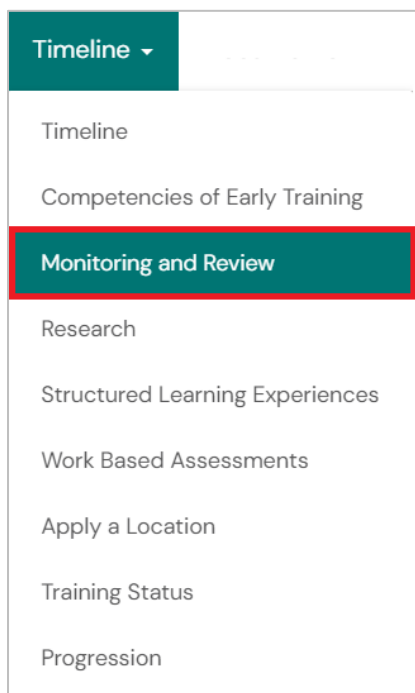 Timeline
Timeline
Competencies of Early Training
Monitoring and Review
Research
Structured Learning Experiences
Work Based Assessments
Apply a Location
Training Status
Progression